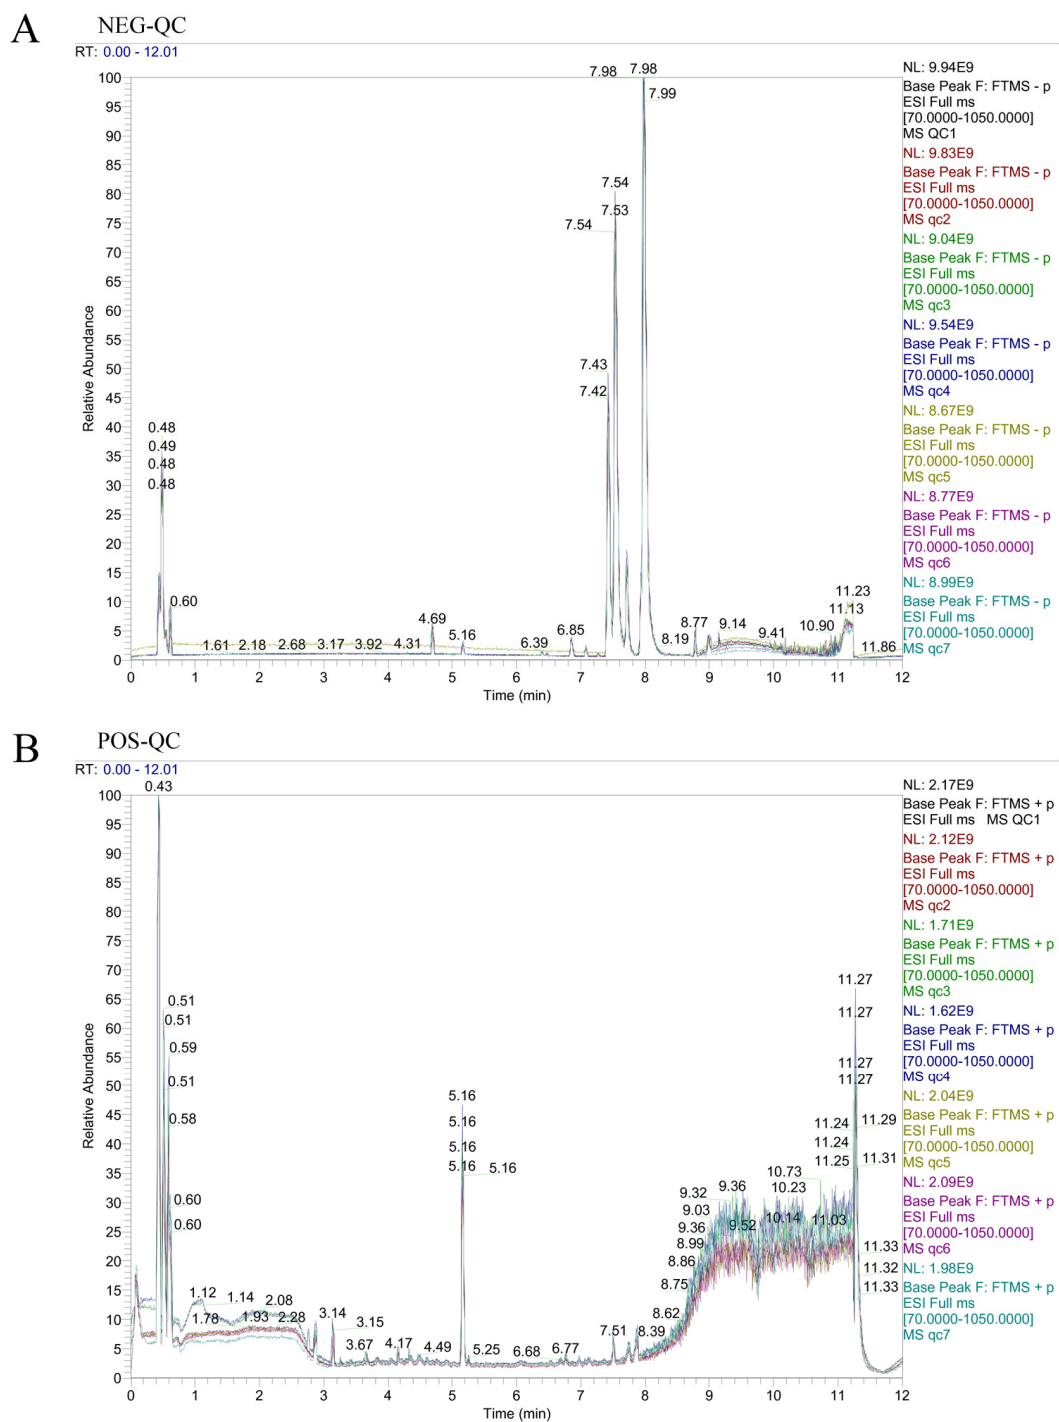 A
NEG-QC
RT: 0.00 - 12.01
Relative Abundance
100
95
90
85
80
75
70
65
60
55
50
45
40
35
30
25
20
15
10
5
0
7.98
7.98
7.99
7.54
7.53
7.54
7.43
7.42
0.48
0.49
0.48
0.48
0.60
1.61
2.18
2.68
3.17
3.92
4.31
4.69
5.16
6.39
6.85
8.19
8.77
9.14
9.41
10.90
11.13
11.23
11.86
0 1 2 3 4 5 6 7 8 9 10 11 12
Time (min)
NL: 9.94E9
Base Peak F: FTMS - p
ESI Full ms
[70.0000-1050.0000]
MS QC1
NL: 9.83E9
Base Peak F: FTMS - p
ESI Full ms
[70.0000-1050.0000]
MS qc2
NL: 9.04E9
Base Peak F: FTMS - p
ESI Full ms
[70.0000-1050.0000]
MS qc3
NL: 9.54E9
Base Peak F: FTMS - p
ESI Full ms
[70.0000-1050.0000]
MS qc4
NL: 8.67E9
Base Peak F: FTMS - p
ESI Full ms
[70.0000-1050.0000]
MS qc5
NL: 8.77E9
Base Peak F: FTMS - p
ESI Full ms
[70.0000-1050.0000]
MS qc6
NL: 8.99E9
Base Peak F: FTMS - p
ESI Full ms
[70.0000-1050.0000]
MS qc7
B
POS-QC
RT: 0.00 - 12.01
Relative Abundance
100
95
90
85
80
75
70
65
60
55
50
45
40
35
30
25
20
15
10
5
0
0.43
0.51
0.51
0.59
0.51
0.58
0.60
0.60
1.12
1.14
2.08
1.78
1.93
2.28
3.14
3.15
3.67
4.17
4.49
5.16
5.16
5.16
5.16
5.16
5.25
6.68
6.77
7.51
8.39
8.62
8.75
8.86
8.99
9.36
9.03
9.32
9.36
9.52
10.73
10.23
10.14
11.03
11.27
11.27
11.27
11.27
11.24
11.29
11.24
11.25
11.31
11.33
11.32
11.33
0 1 2 3 4 5 6 7 8 9 10 11 12
Time (min)
NL: 2.17E9
Base Peak F: FTMS + p
ESI Full ms MS QC1
NL: 2.12E9
Base Peak F: FTMS + p
ESI Full ms
[70.0000-1050.0000]
MS qc2
NL: 1.71E9
Base Peak F: FTMS + p
ESI Full ms
[70.0000-1050.0000]
MS qc3
NL: 1.62E9
Base Peak F: FTMS + p
ESI Full ms
[70.0000-1050.0000]
MS qc4
NL: 2.04E9
Base Peak F: FTMS + p
ESI Full ms
[70.0000-1050.0000]
MS qc5
NL: 2.09E9
Base Peak F: FTMS + p
ESI Full ms
[70.0000-1050.0000]
MS qc6
NL: 1.98E9
Base Peak F: FTMS + p
ESI Full ms
[70.0000-1050.0000]
MS qc7